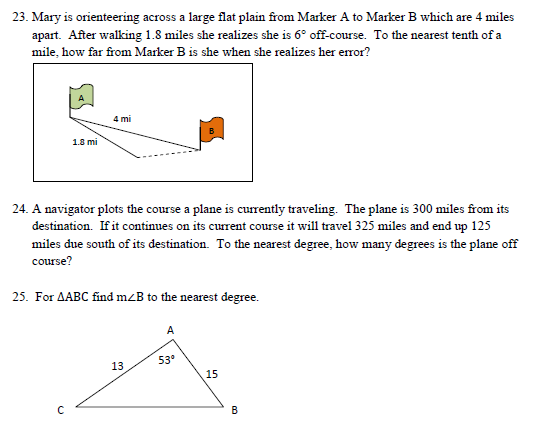 23. Mary is orienteering across a large flat plain from Marker A to Marker B which are 4 miles
apart. After walking 1.8 miles she realizes she is 6° off-course. To the nearest tenth of a
mile, how far from Marker B is she when she realizes her error?
A
4 mi
B
1.8 mi
24. A navigator plots the course a plane is currently traveling. The plane is 300 miles from its
destination. If it continues on its current course it will travel 325 miles and end up 125
miles due south of its destination. To the nearest degree, how many degrees is the plane off
course?
25. For ΔABC find m∠B to the nearest degree.
A
53°
13
15
C
B